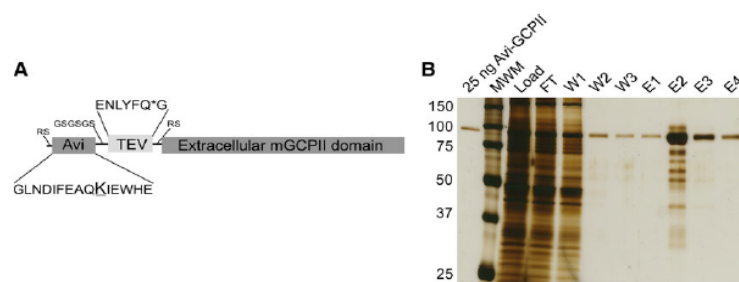 A
ENLYFQ*G
GSGSGS
RS
RS
Avi
TEV
Extracellular mGCPII domain
GLNDIFEAQKIEWHE
B
25 ng Avi-GCPII
MWM
Load
FT
W1
W2
W3
E1
E2
E3
E4
150
100
75
50
37
25